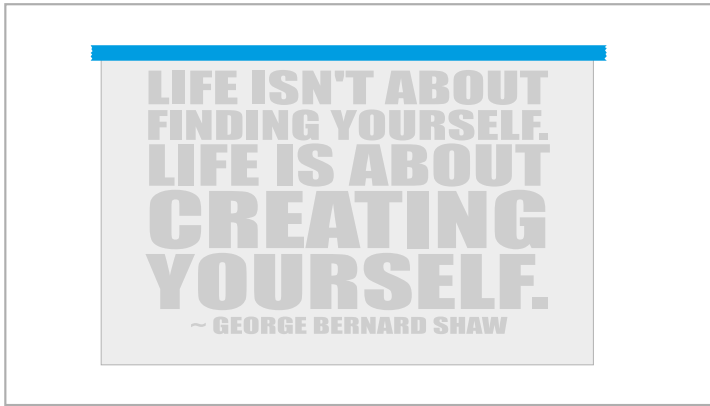 LIFE ISN'T ABOUT
FINDING YOURSELF.
LIFE IS ABOUT
CREATING
YOURSELF.
~ GEORGE BERNARD SHAW